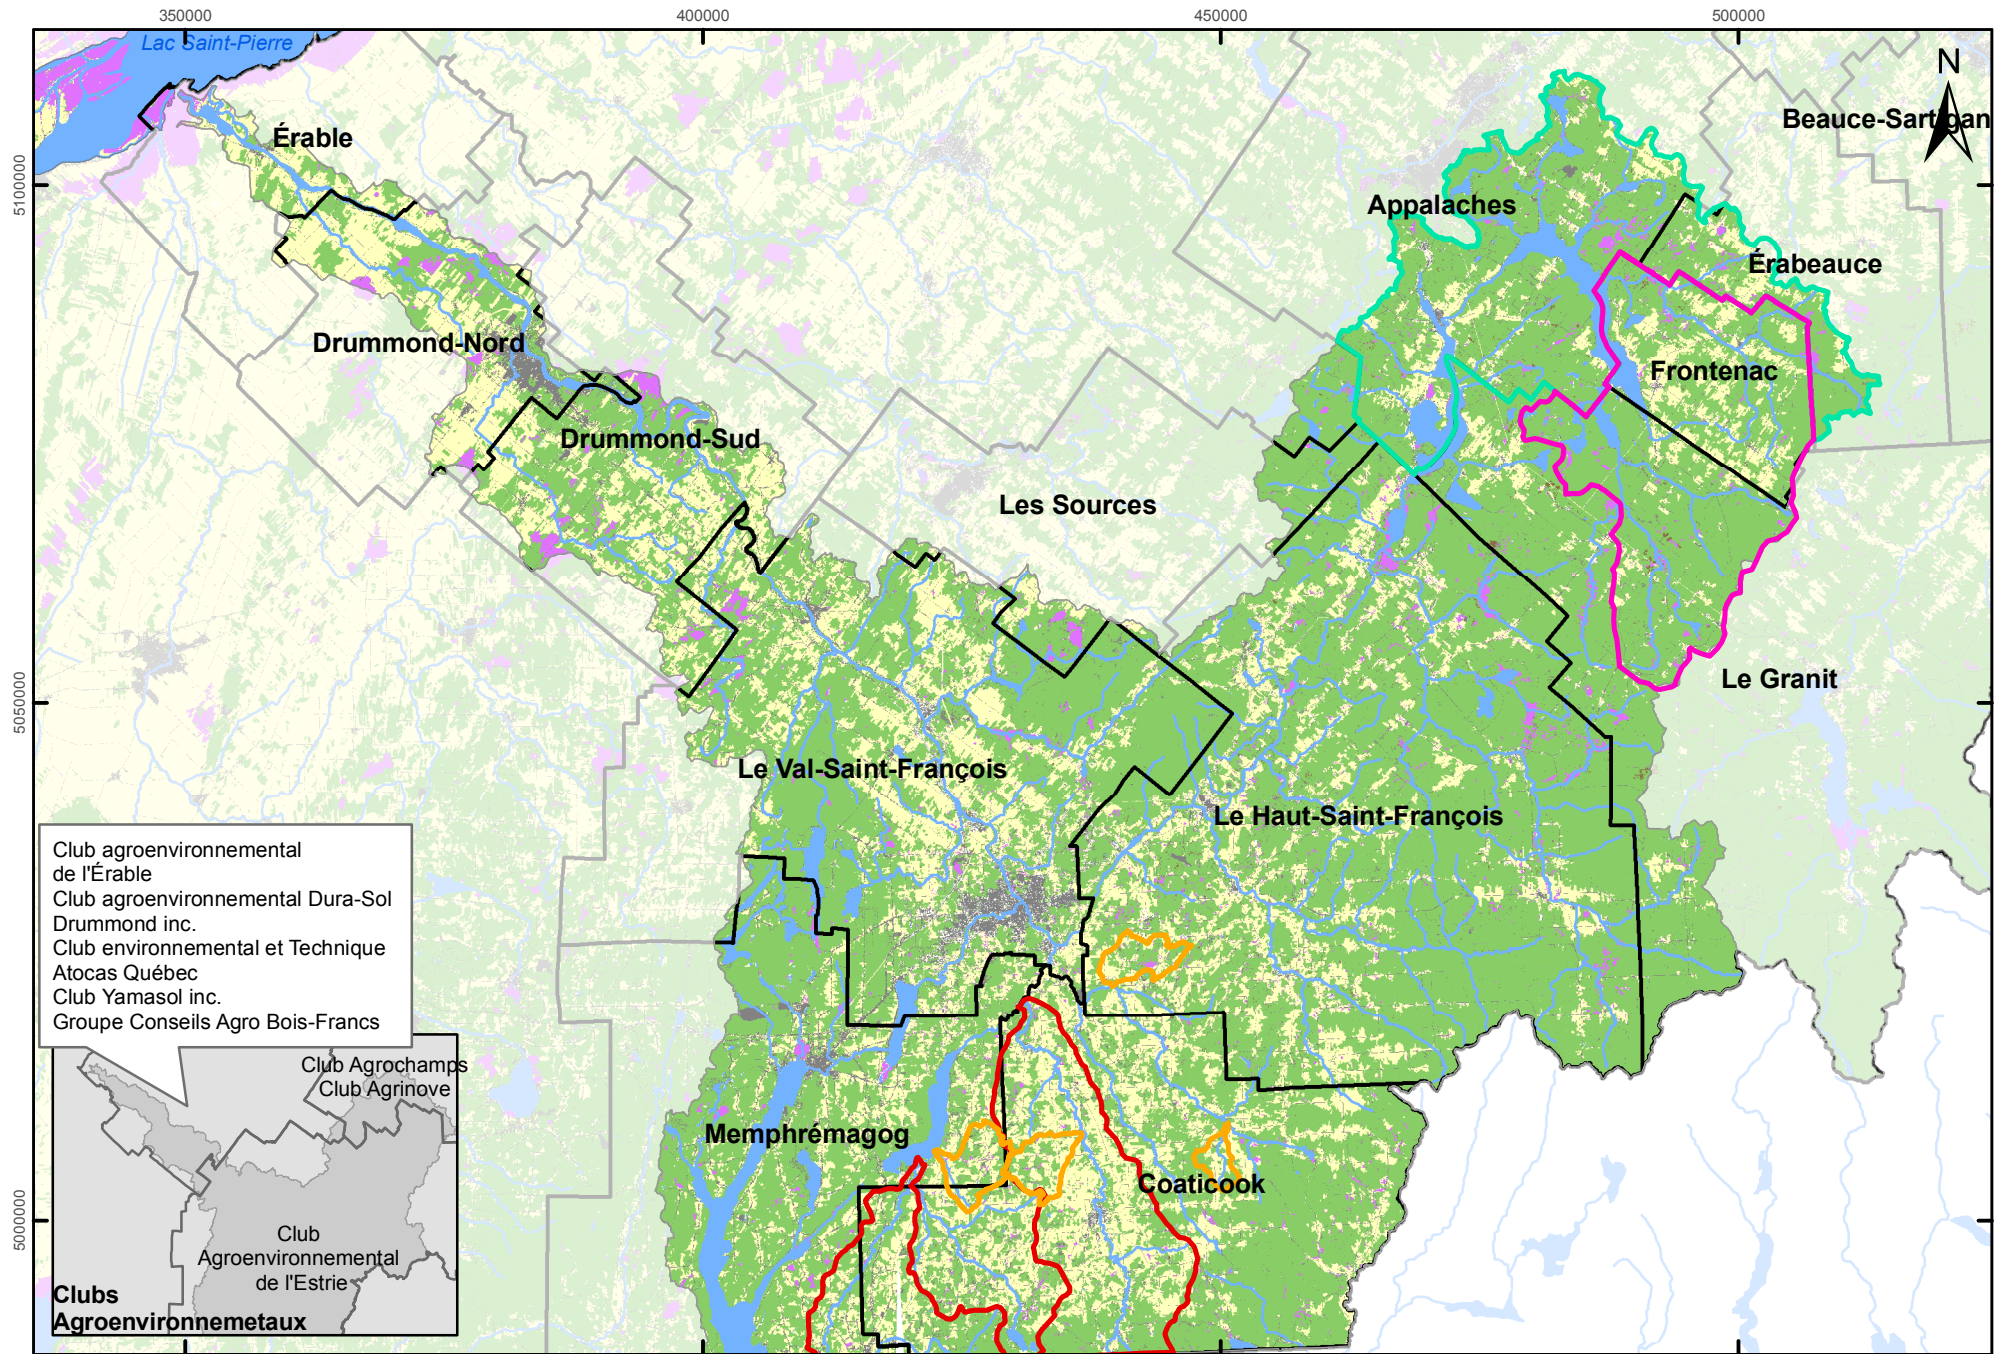 350000
400000
450000
500000
Lac Saint-Pierre
N
Beauce-Sartigan
Érable
5100000
Appalaches
Érabeauce
Drummond-Nord
Frontenac
Drummond-Sud
Les Sources
Le Granit
5050000
Le Val-Saint-François
Le Haut-Saint-François
Club agroenvironnemental
de l'Érable
Club agroenvironnemental Dura-Sol
Drummond inc.
Club environnemental et Technique
Atocas Québec
Club Yamasol inc.
Groupe Conseils Agro Bois-Francs
Club Agrochamps
Club Agrinove
Memphrémagog
Coaticook
5000000
Club
Agroenvironnemental
de l'Estrie
Clubs
Agroenvironnemetaux